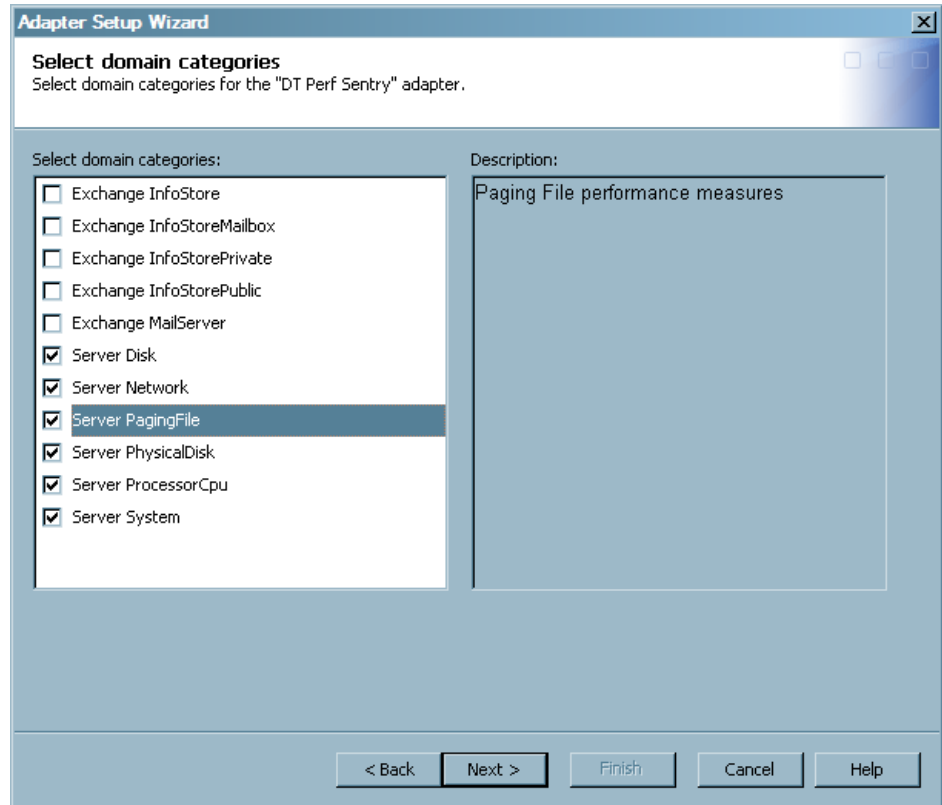 Adapter Setup Wizard
Select domain categories
Select domain categories for the "DT Perf Sentry" adapter.
Select domain categories:
Description:
Exchange InfoStore
Exchange InfoStoreMailbox
Exchange InfoStorePrivate
Exchange InfoStorePublic
Exchange MailServer
Server Disk
Server Network
Server PagingFile
Server PhysicalDisk
Server ProcessorCpu
Server System
Paging File performance measures
< Back
Next >
Finish
Cancel
Help